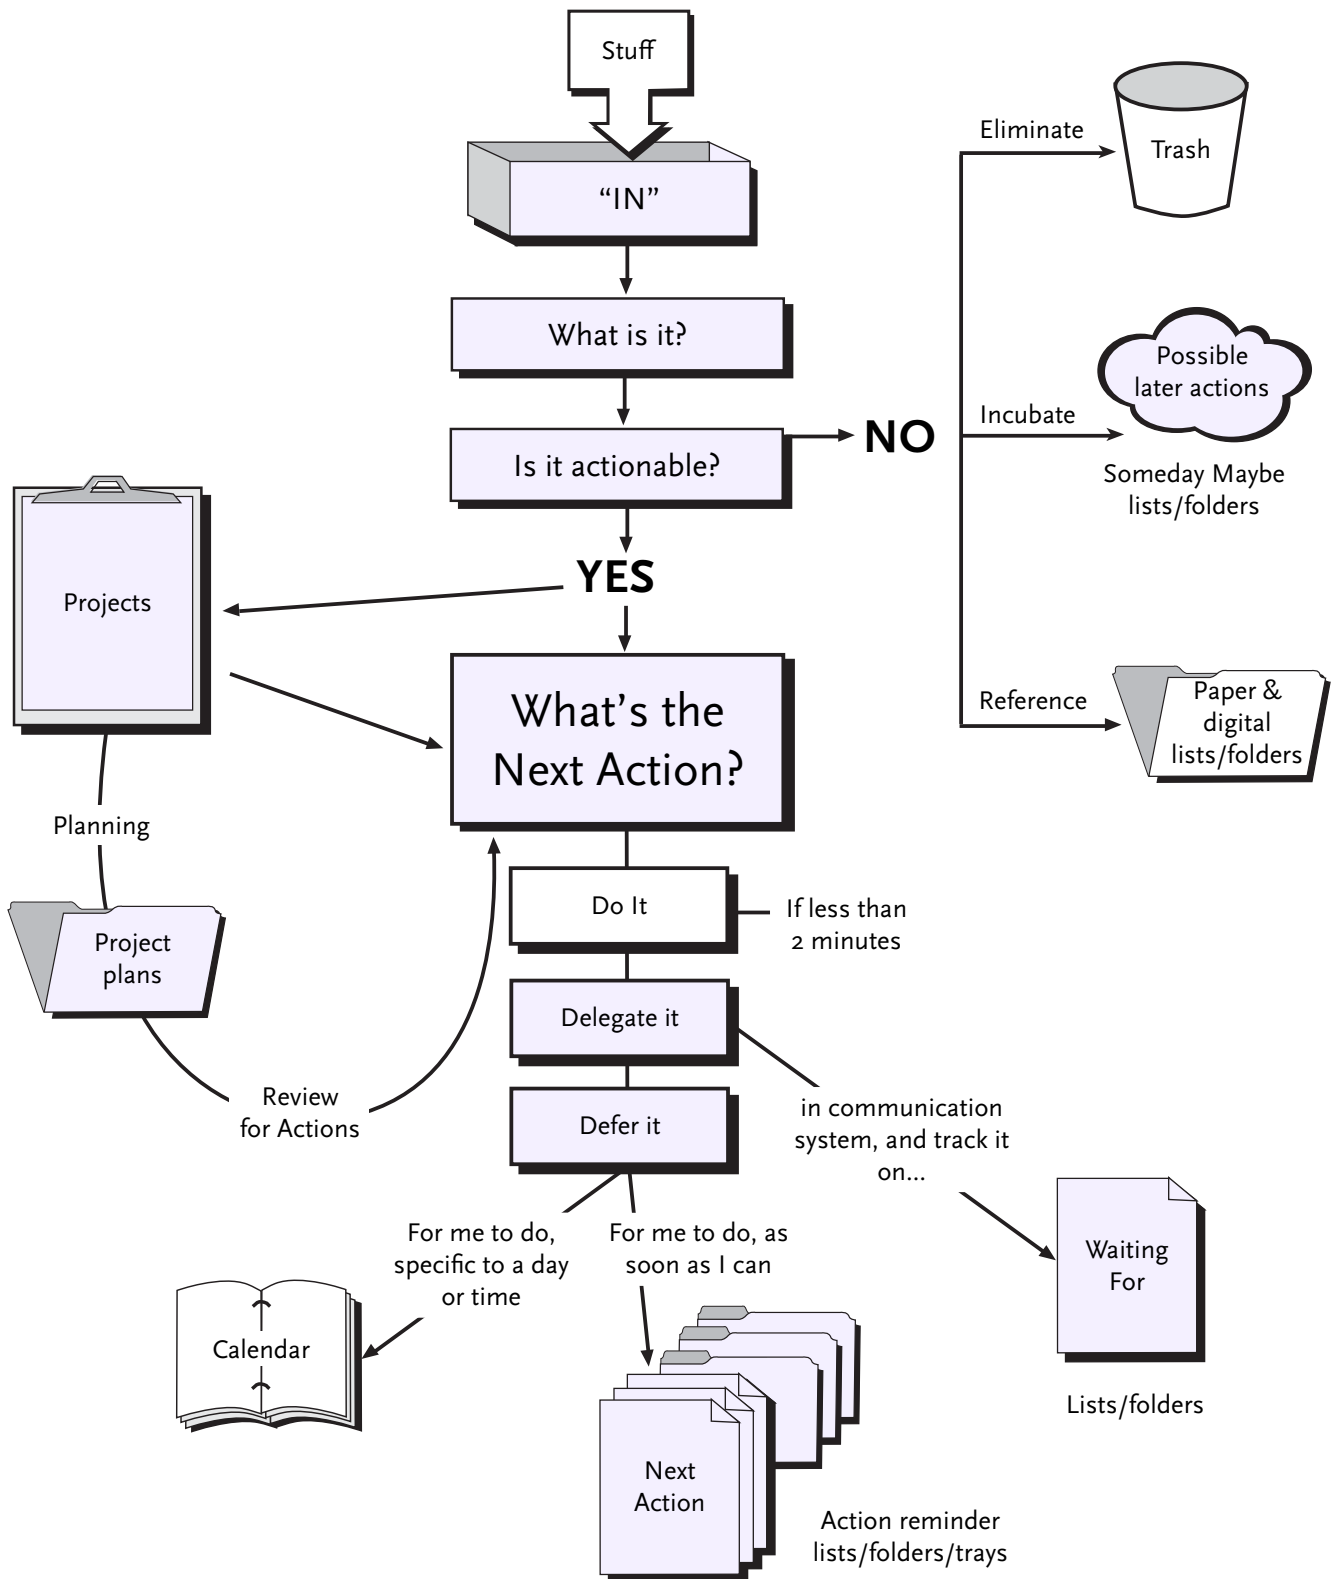 Stuff
“IN”
What is it?
Is it actionable?
NO
Eliminate
Trash
Incubate
Possible
later actions
Someday Maybe
lists/folders
Reference
Paper &
digital
lists/folders
YES
Projects
Planning
Project
plans
Review
for Actions
What’s the
Next Action?
Do It
If less than
2 minutes
Delegate it
in communication
system, and track it
on...
Waiting
For
Lists/folders
Defer it
For me to do,
specific to a day
or time
Calendar
For me to do, as
soon as I can
Next
Action
Action reminder
lists/folders/trays